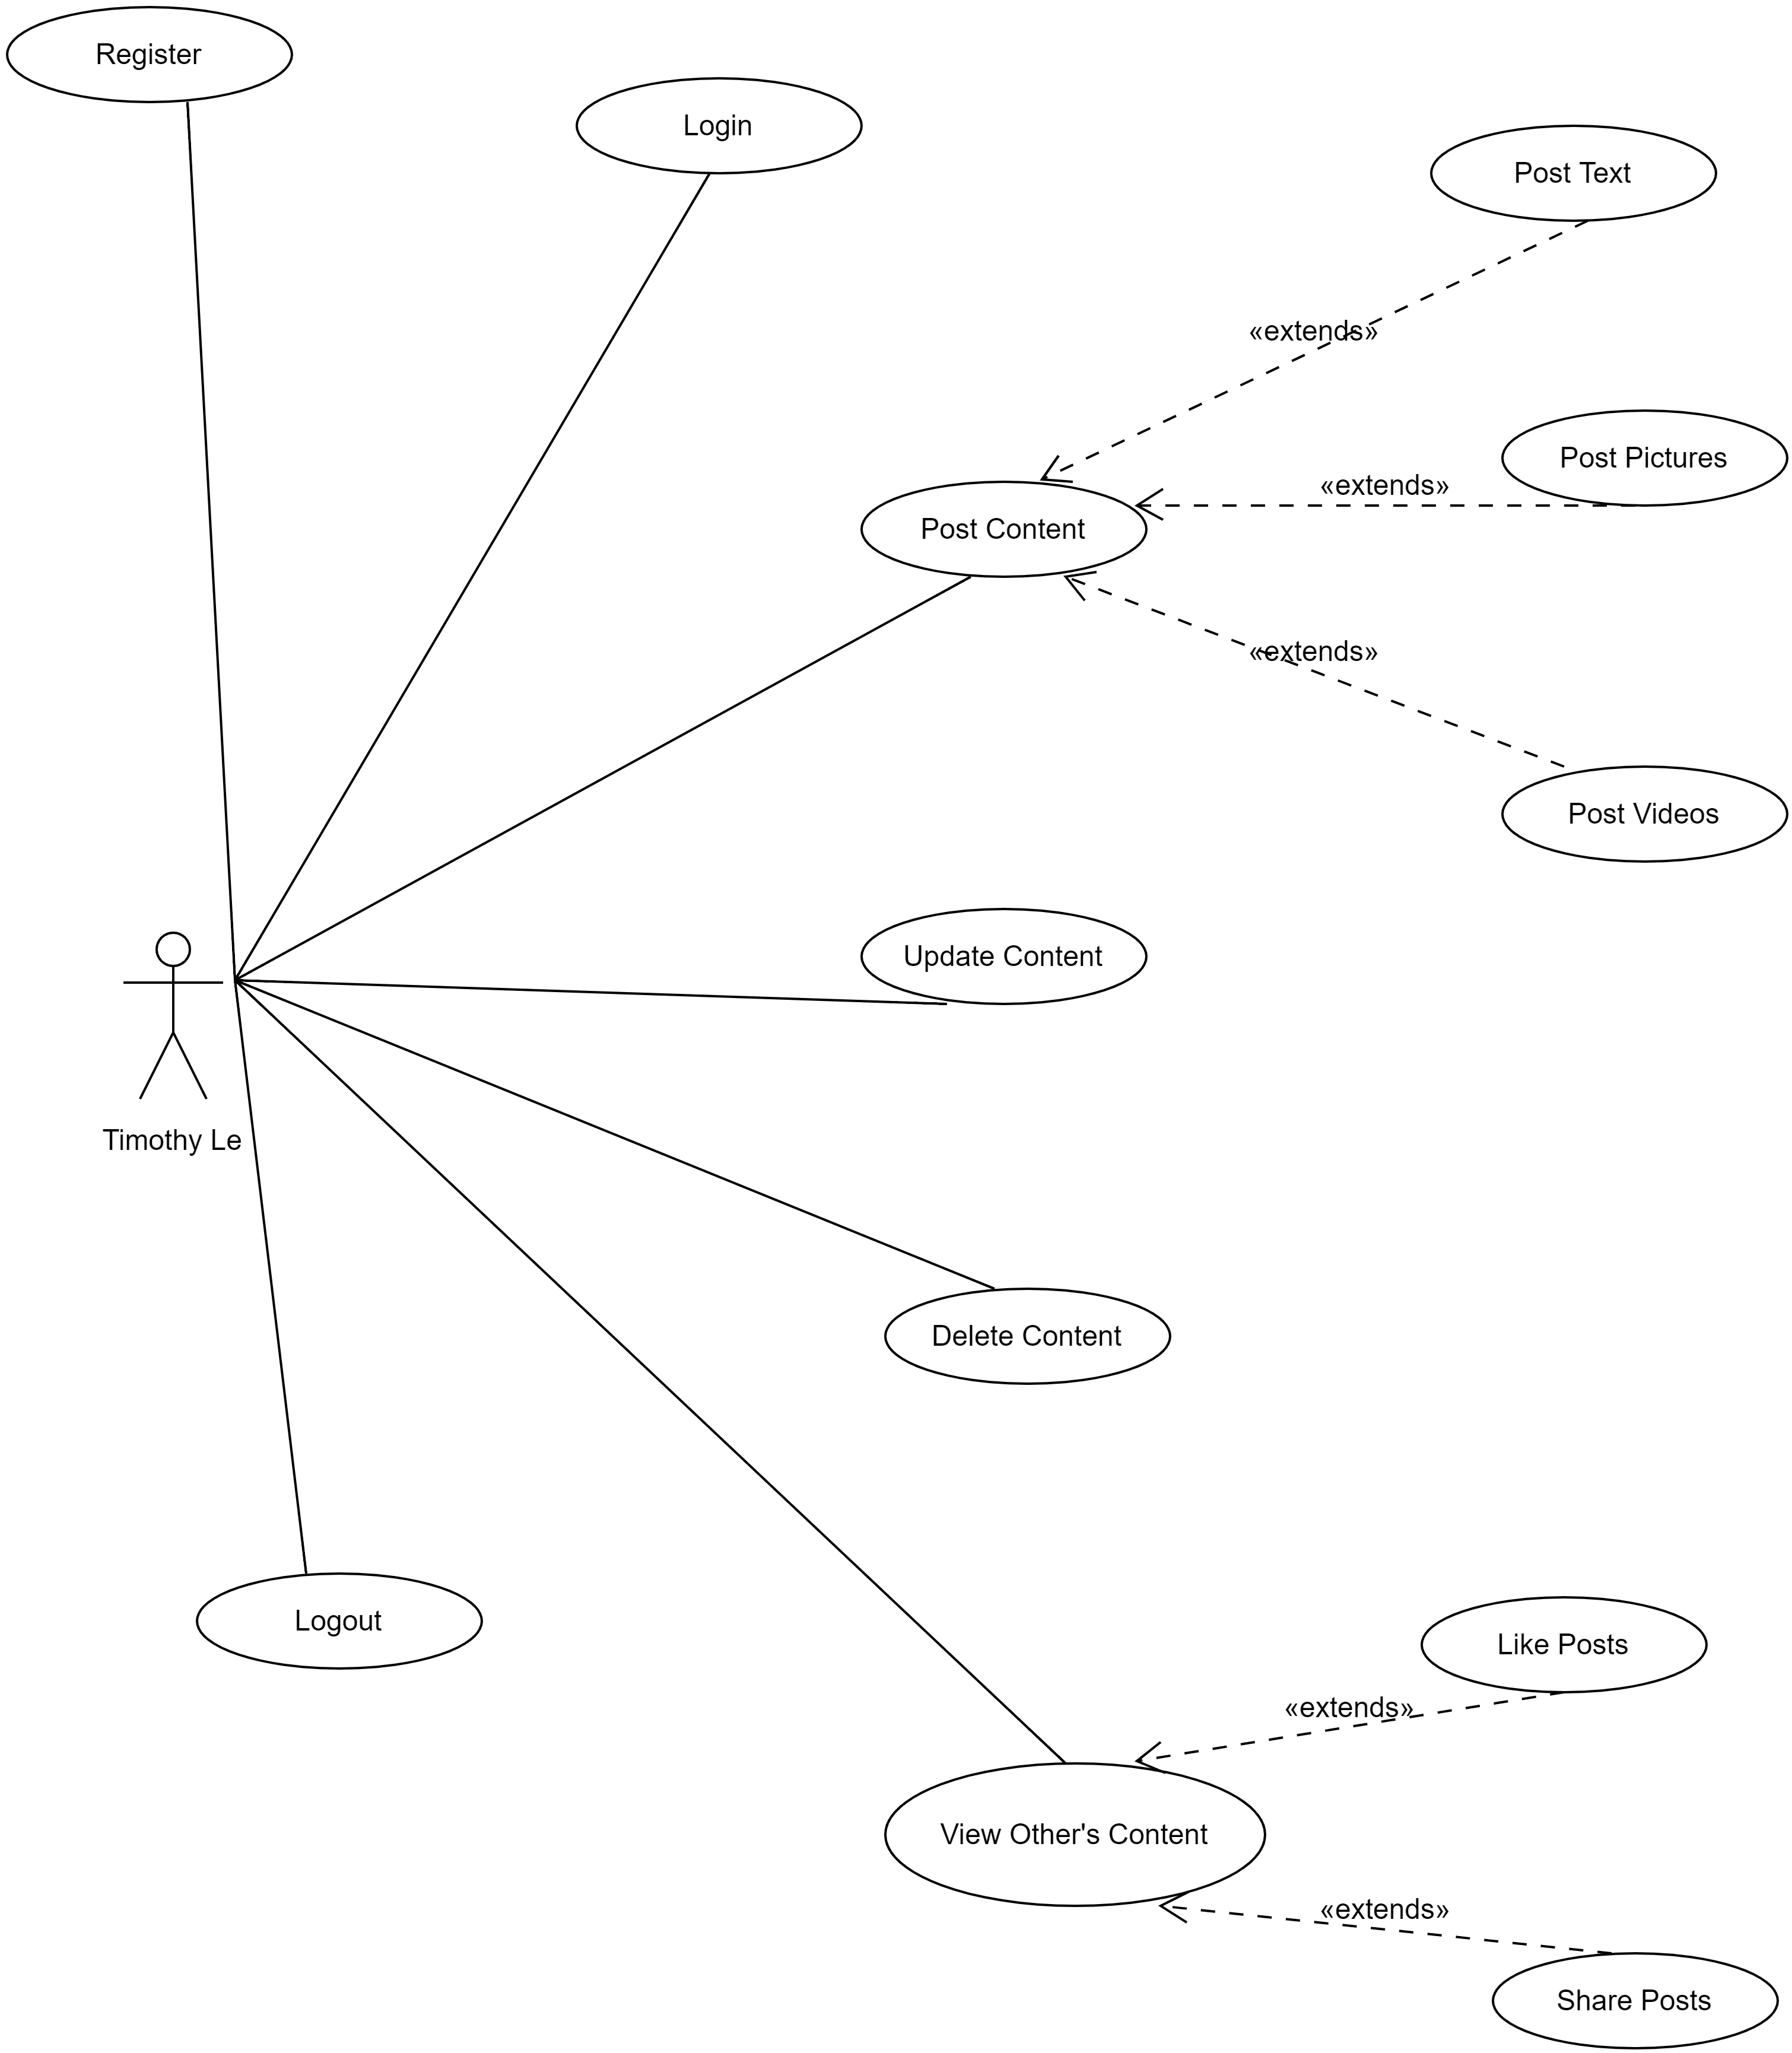 Register
Login
Post Text
«extends»
Post Pictures
«extends»
Post Content
«extends»
Post Videos
Update Content
Timothy Le
Delete Content
Logout
Like Posts
«extends»
View Other's Content
«extends»
Share Posts